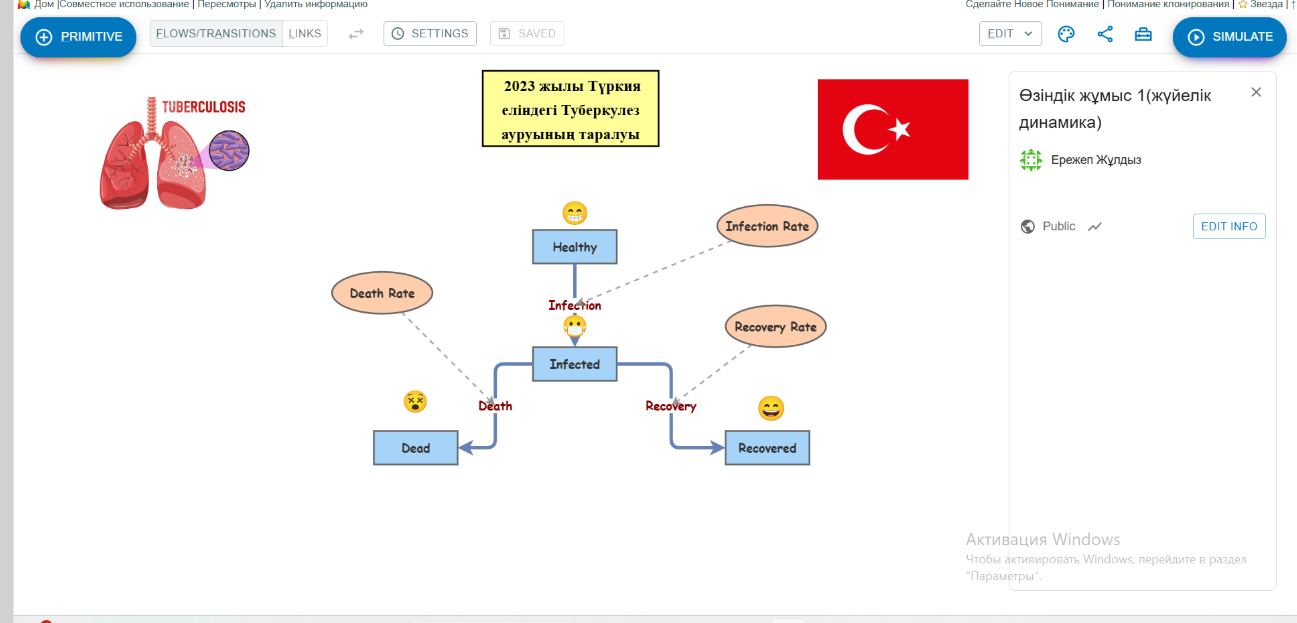 Дом |Совместное использование | Пересмотры | Удалить информацию
Сделайте Новое Понимание | Понимание клонирования | Звезда |
PRIMITIVE
FLOWS/TRANSITIONS
LINKS
SETTINGS
SAVED
EDIT
SIMULATE
TUBERCULOSIS
2023 жылы Түркия
еліндегі Туберкулез
ауруының таралуы
Өзіндік жұмыс 1(жүйелік
динамика)
Ережеп Жұлдыз
Public
EDIT INFO
Healthy
Infection Rate
Death Rate
Infection
Recovery Rate
Infected
Death
Recovery
Dead
Recovered
Активация Windows
Чтобы активировать Windows, перейдите в раздел
"Параметры".